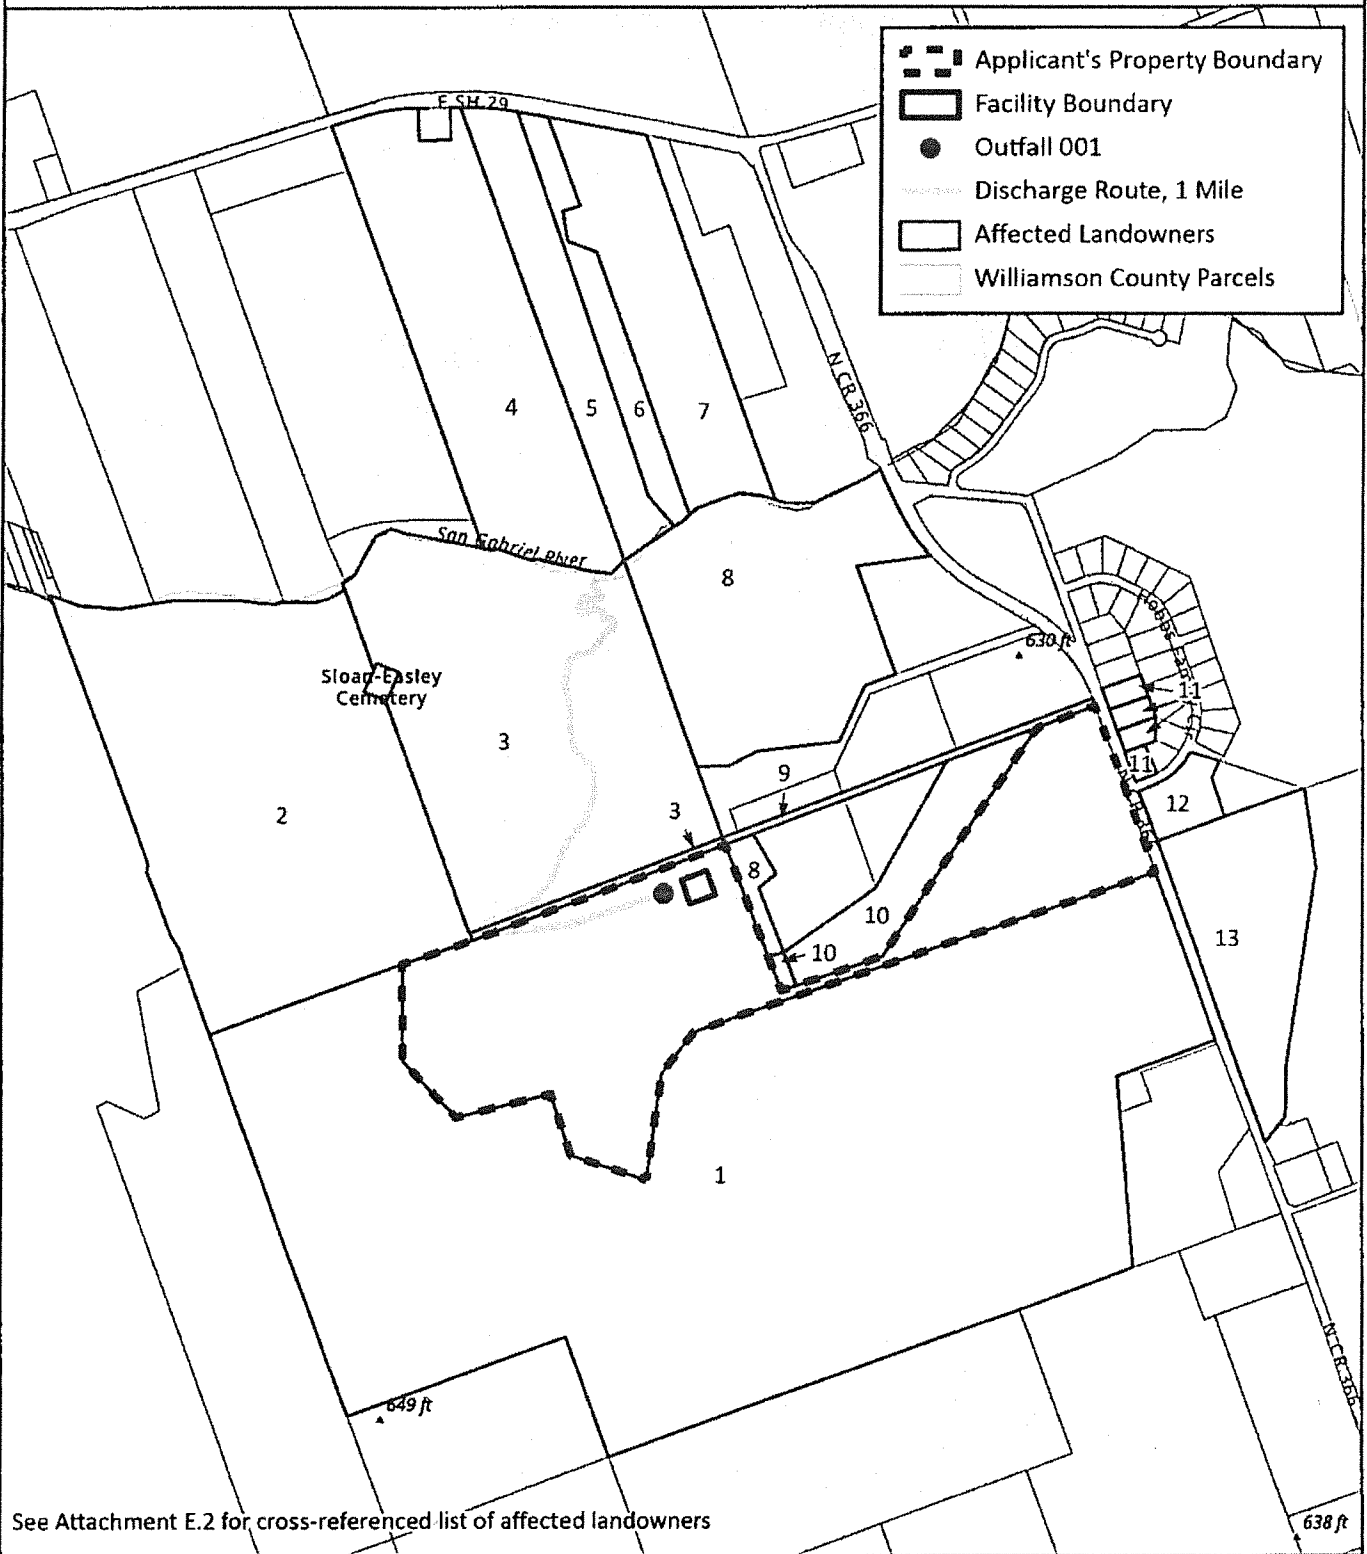 Applicant's Property Boundary
Facility Boundary
Outfall 001
Discharge Route, 1 Mile
Affected Landowners
Williamson County Parcels
E SH 29
N CR 366
4
5
6
7
San Gabriel River
8
630 ft
Sloan-Easley
Cemetery
11
3
2
9
11
12
3
8
10
10
13
1
N CR 366
649 ft
See Attachment E.2 for cross-referenced list of affected landowners
638 ft